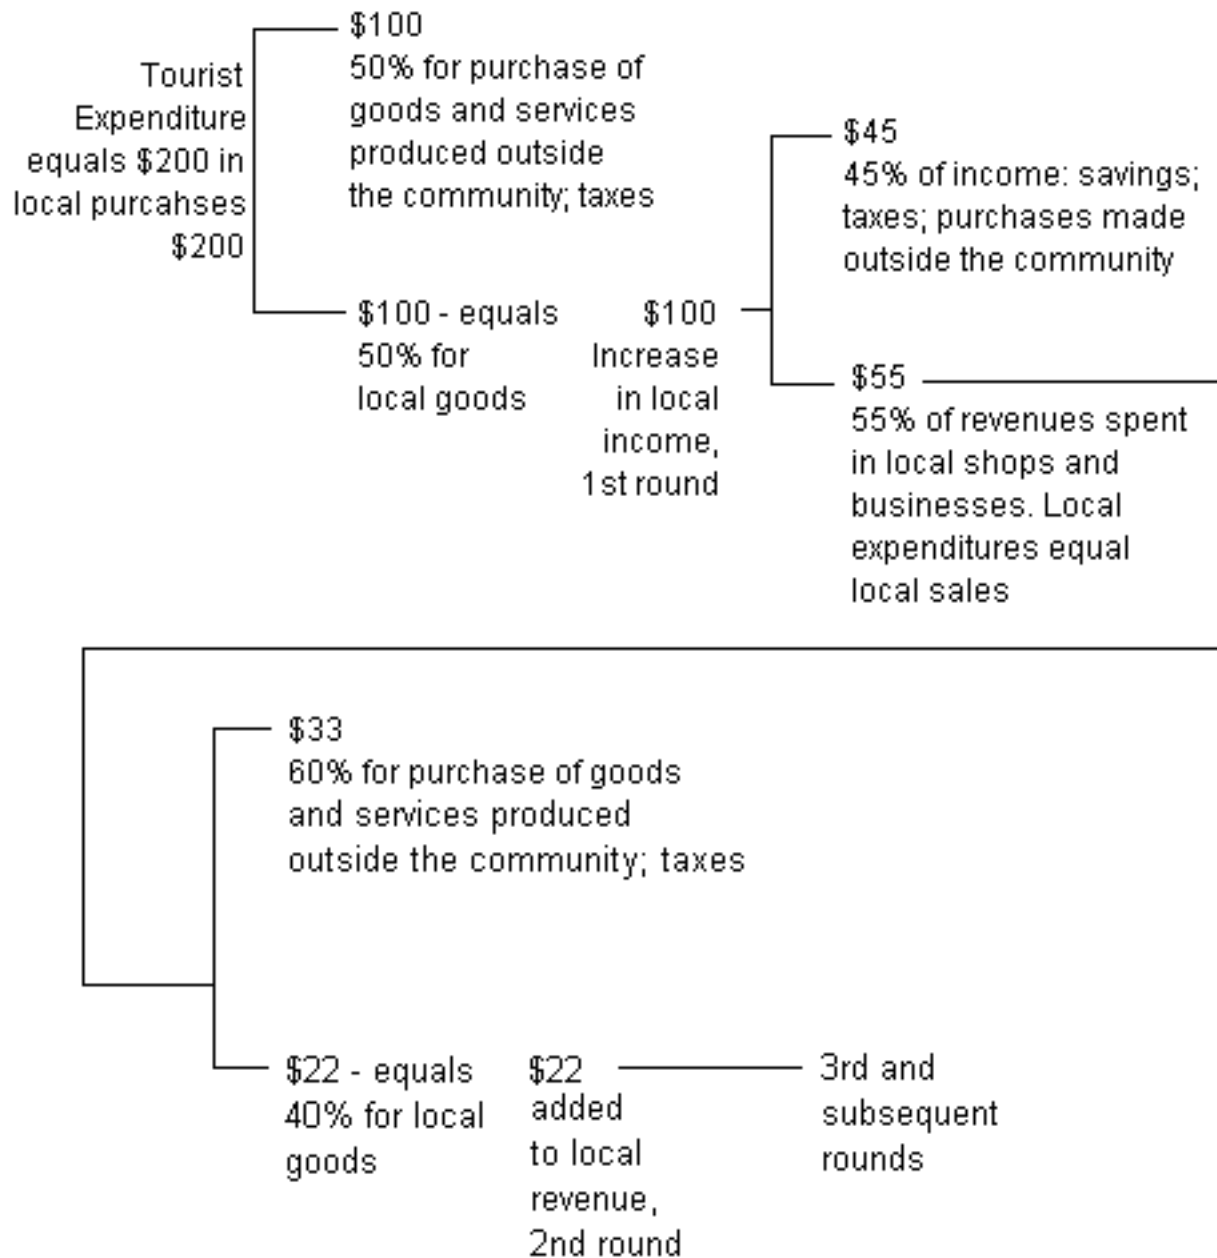 Tourist
Expenditure
equals $200 in
local purcahses
$200
$100
50% for purchase of
goods and services
produced outside
the community; taxes
$100 - equals
50% for
local goods
$100
Increase
in local
income,
1st round
$45
45% of income: savings;
taxes; purchases made
outside the community
$55
55% of revenues spent
in local shops and
businesses. Local
expenditures equal
local sales
$33
60% for purchase of goods
and services produced
outside the community; taxes
$22 - equals
40% for local
goods
$22
added
to local
revenue,
2nd round
3rd and
subsequent
rounds